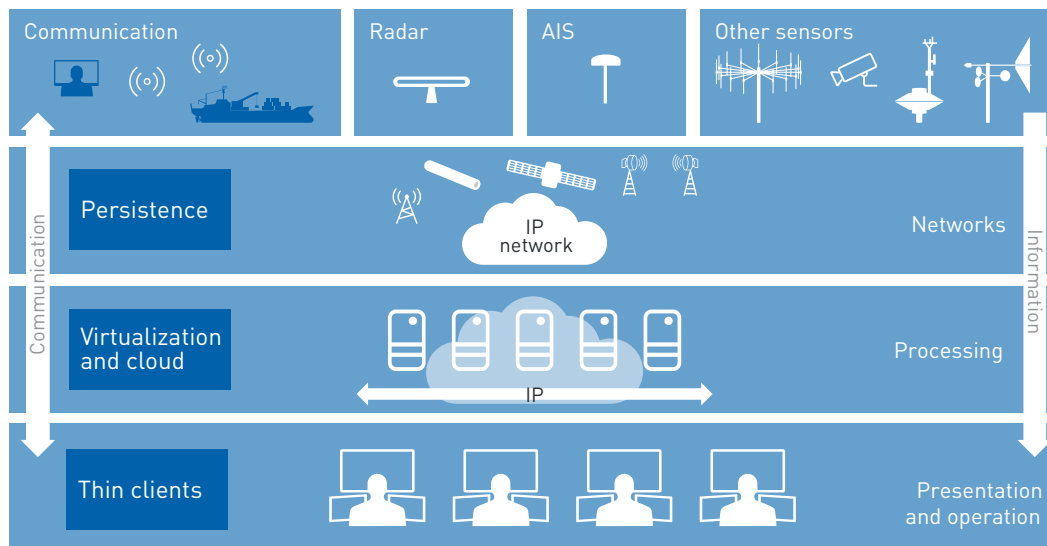 Communication
Radar
AIS
Other sensors
Persistence
IP
network
Networks
Communication
Information
Virtualization
and cloud
IP
Processing
Thin clients
Presentation
and operation